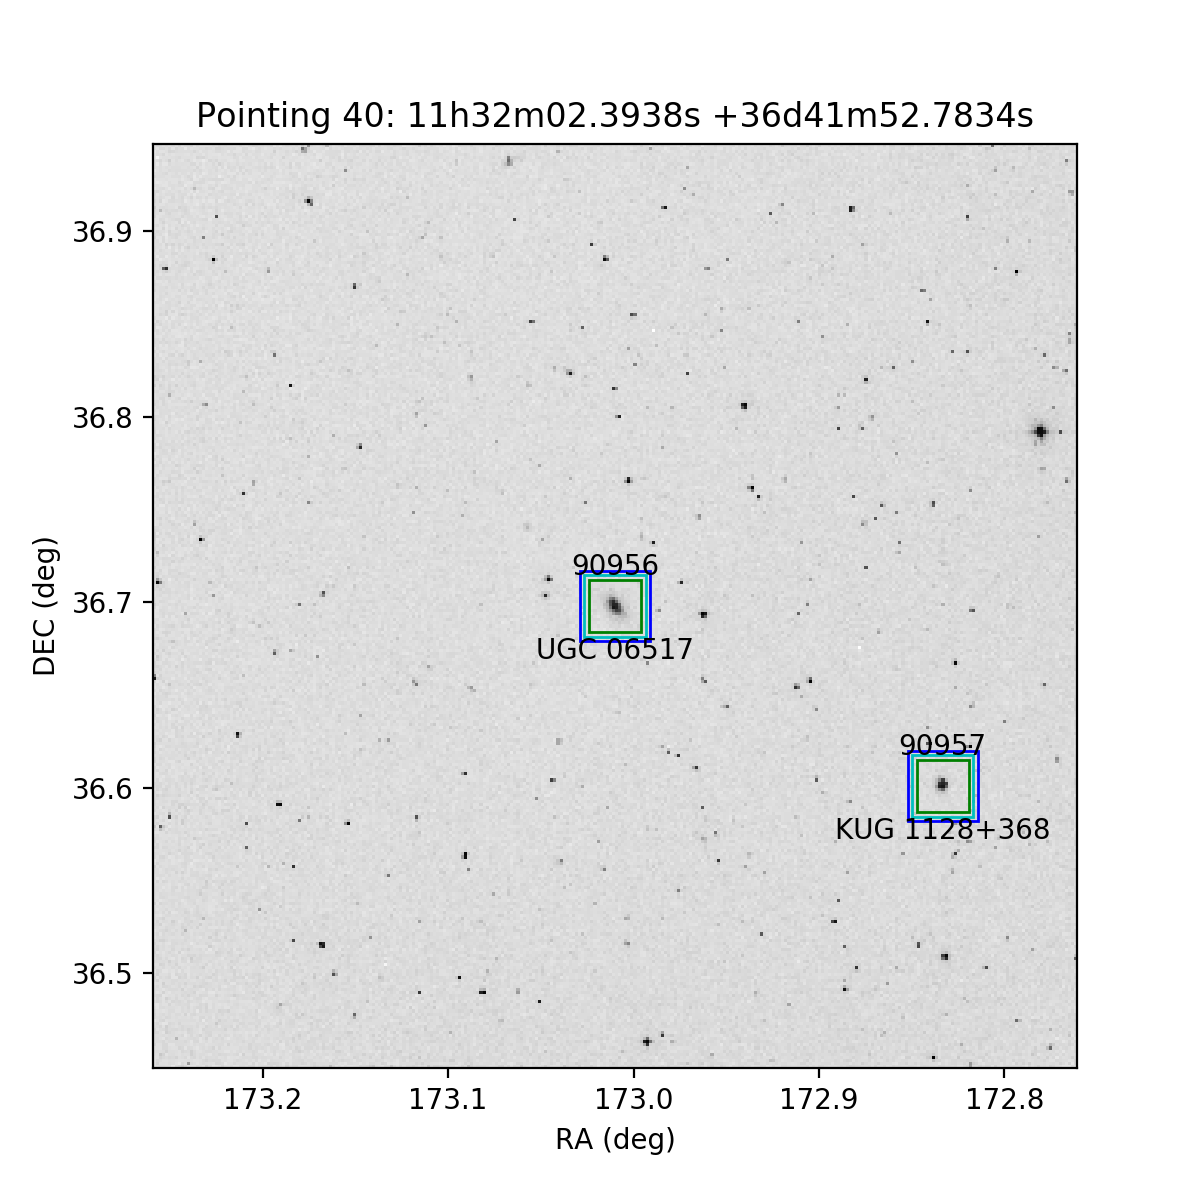 Pointing 40: 11h32m02.3938s +36d41m52.7834s
36.9
36.8
36.7
36.6
36.5
DEC (deg)
90956
UGC 06517
90957
KUG 1128+368
173.2
173.1
173.0
172.9
172.8
RA (deg)